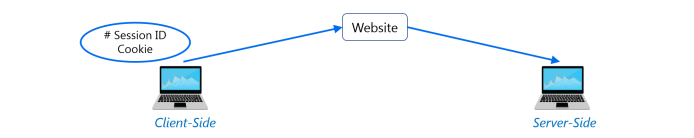 # Session ID
Cookie
Website
Client-Side
Server-Side